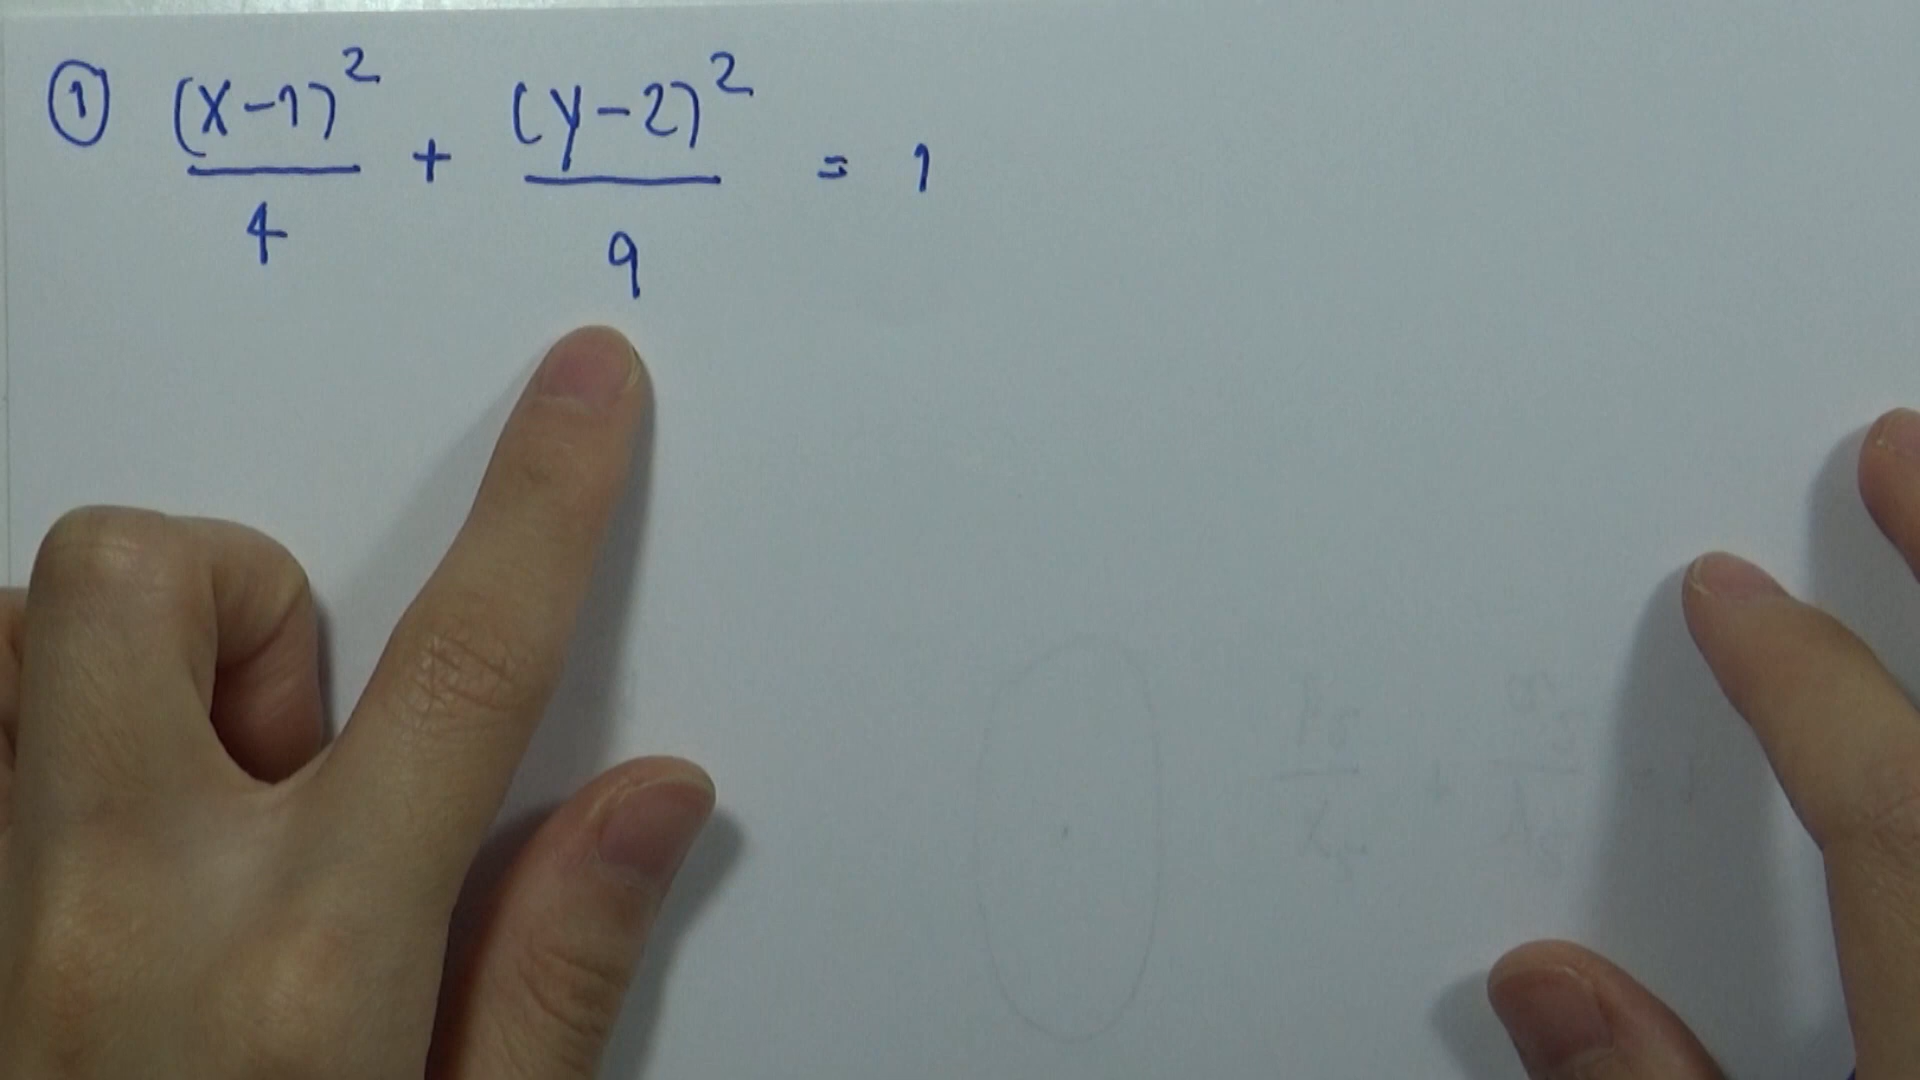 ① (x-1)²/4 + (y-2)²/9 = 1